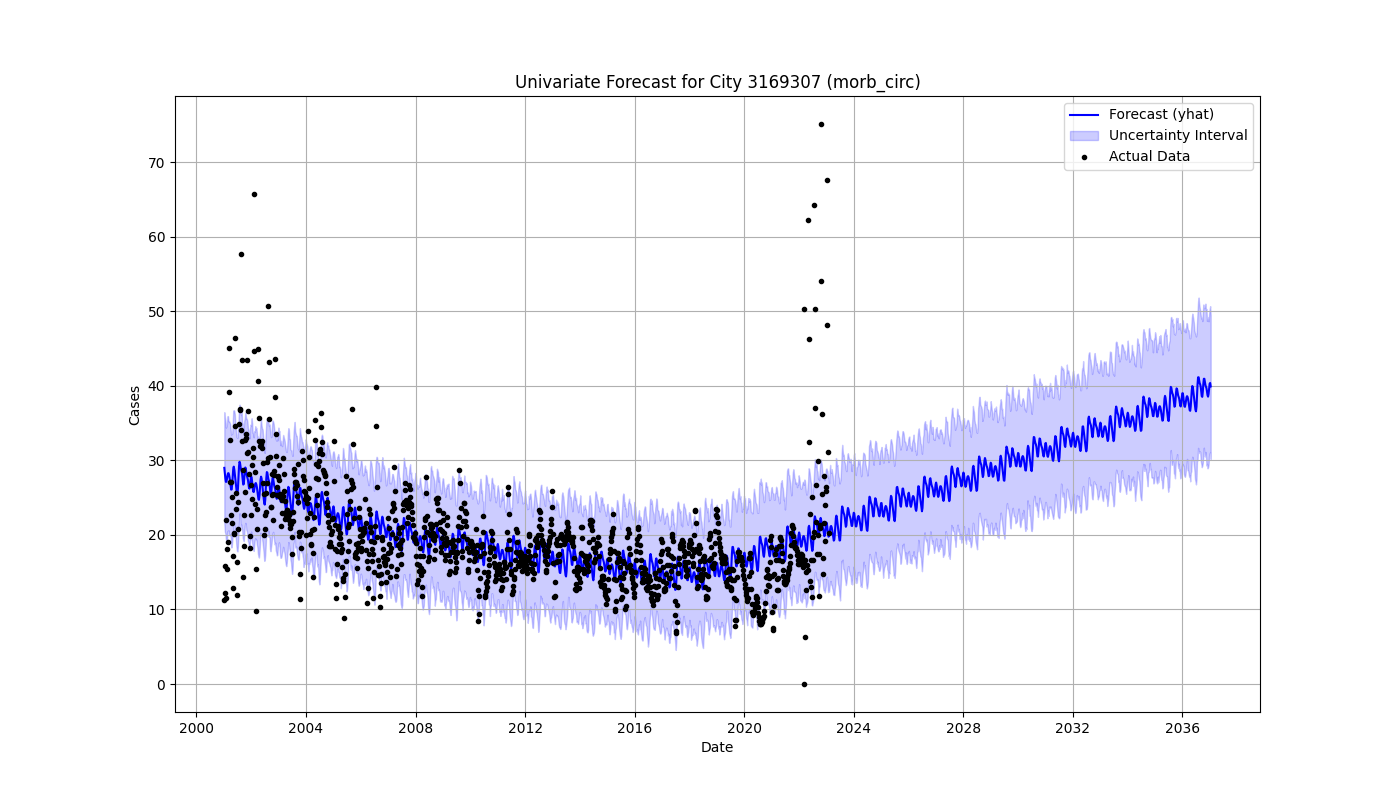 Univariate Forecast for City 3169307 (morb_circ)
Forecast (yhat)
Uncertainty Interval
Actual Data
70
60
50
40
30
20
10
0
Cases
2000 2004 2008 2012 2016 2020 2024 2028 2032 2036
Date